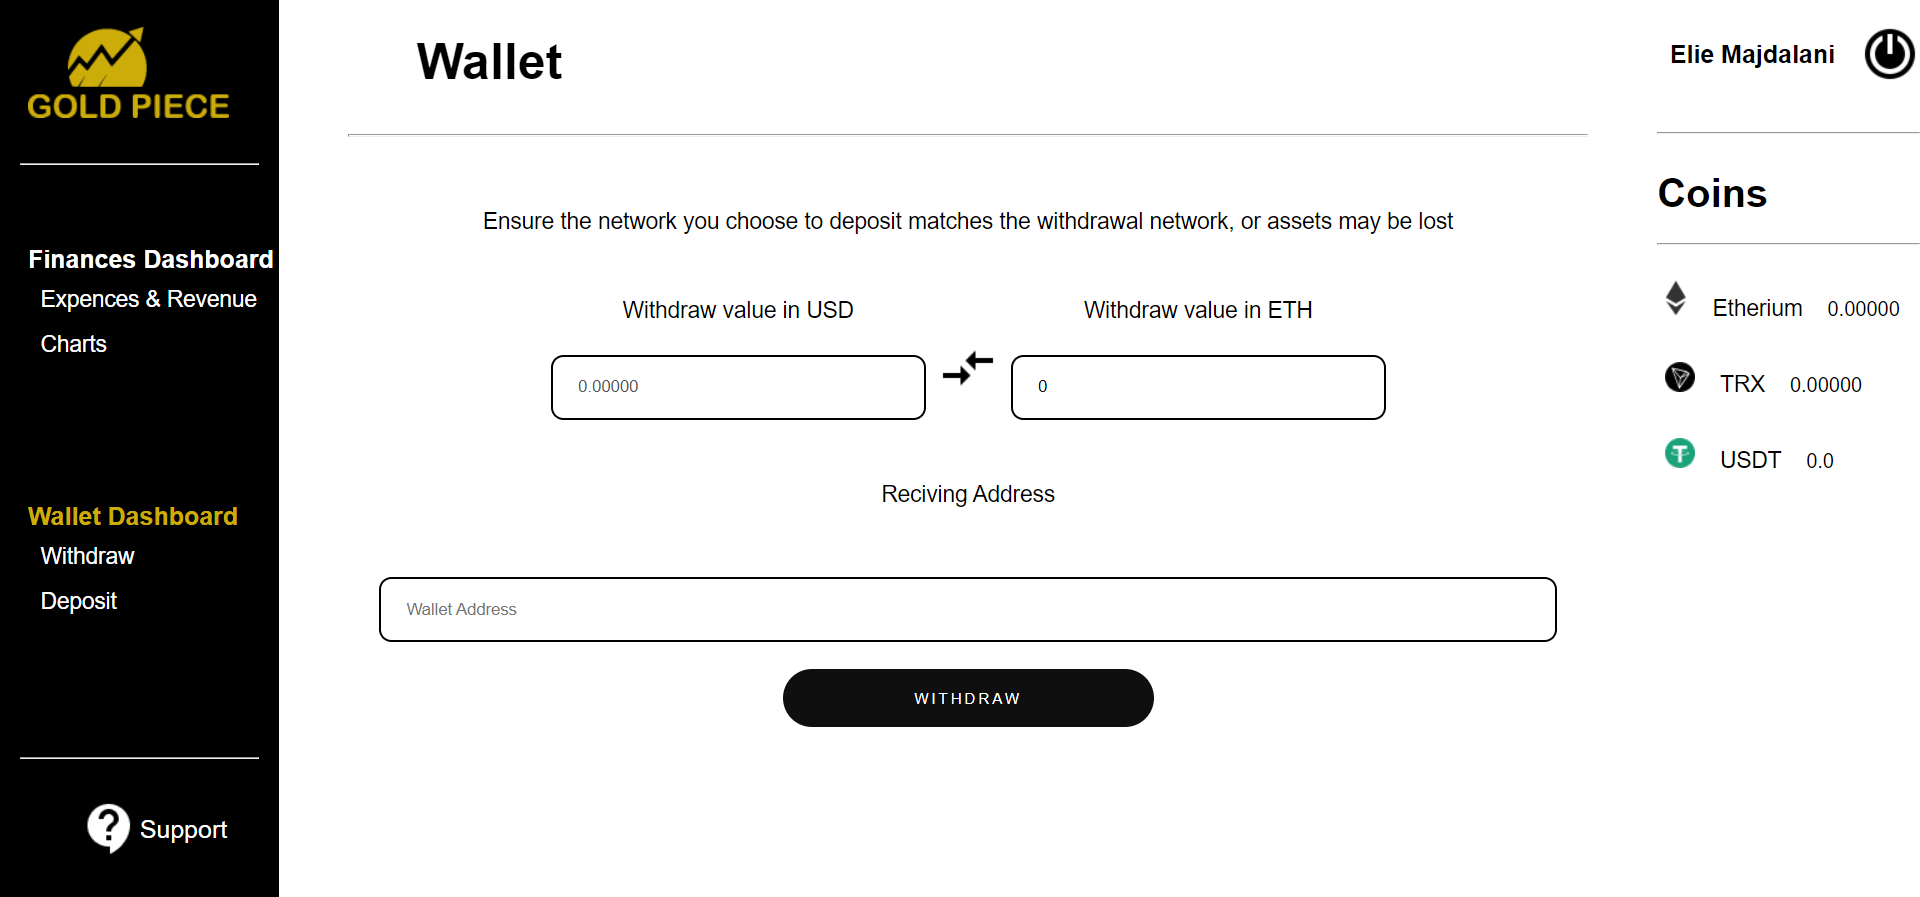 GOLD PIECE
Finances Dashboard
Expences & Revenue
Charts
Wallet Dashboard
Withdraw
Deposit
Support
Wallet
Ensure the network you choose to deposit matches the withdrawal network, or assets may be lost
Withdraw value in USD
Withdraw value in ETH
0.00000
0
Reciving Address
Wallet Address
WITHDRAW
Elie Majdalani
Coins
Etherium 0.00000
TRX 0.00000
USDT 0.0